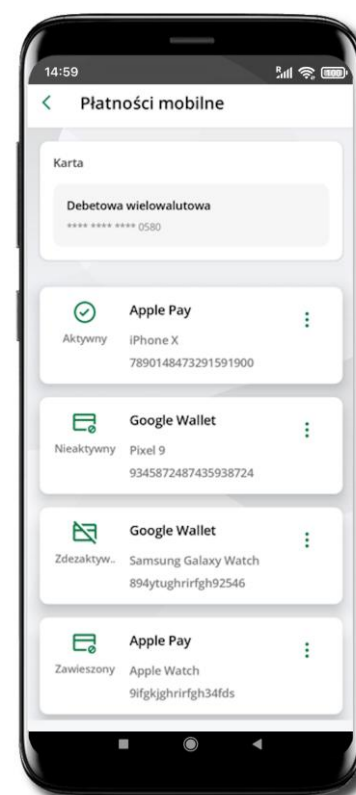 14:59
R 100
Płatności mobilne
Karta
Debetowa wielowalutowa
**** **** **** 0580
Apple Pay
Aktywny
iPhone X
7890148473291591900
Google Wallet
Nieaktywny
Pixel 9
9345872487435938724
Google Wallet
Zdezaktyw..
Samsung Galaxy Watch
894ytughrirfgh92546
Apple Pay
Zawieszony
Apple Watch
9ifgkjghrirfgh34fds